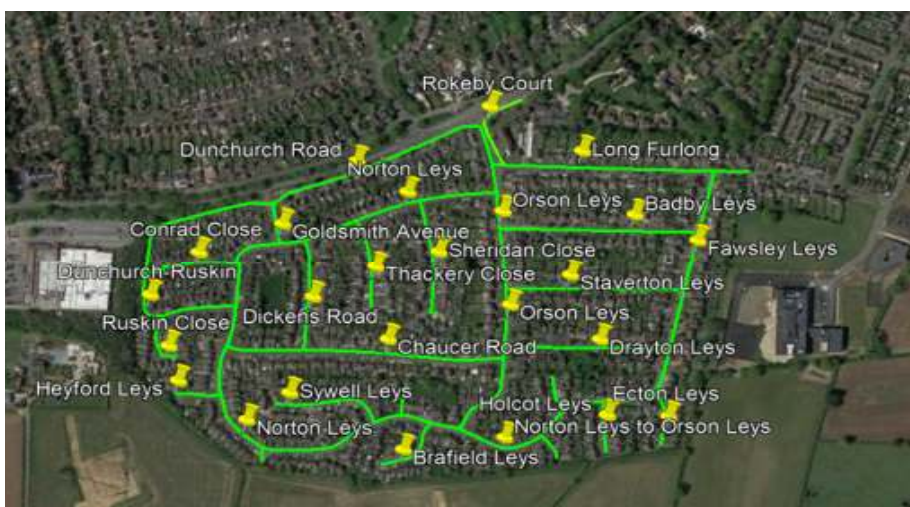 Rokeby Court
Dunchurch Road
Long Furlong
Norton Leys
Orson Leys
Badby Leys
Conrad Close
Goldsmith Avenue
Sheridan Close
Fawsley Leys
Dunchurch-Ruskin
Thackery Close
Staverton Leys
Ruskin Close
Dickens Road
Orson Leys
Chaucer Road
Drayton Leys
Heyford Leys
Sywell Leys
Holcot Leys
Ecton Leys
Norton Leys
Norton Leys to Orson Leys
Brafield Leys